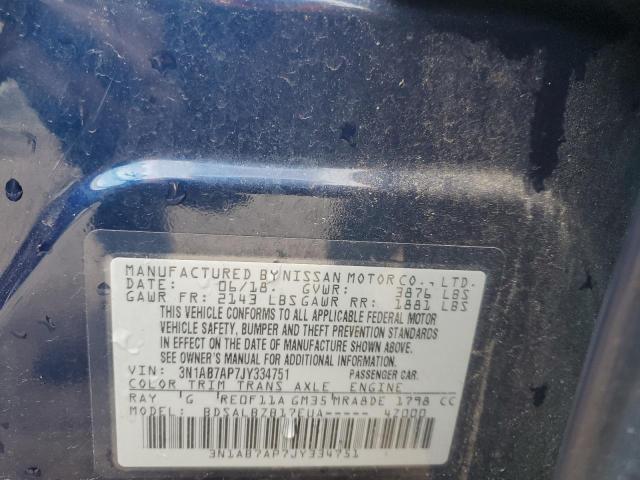 MANUFACTURED BY NISSAN MOTOR CO., LTD.
DATE: 06/18. GVWR: 3876 LBS
GAWR FR: 2143 LBS GAWR RR: 1881 LBS
THIS VEHICLE CONFORMS TO ALL APPLICABLE FEDERAL MOTOR
VEHICLE SAFETY, BUMPER AND THEFT PREVENTION STANDARDS
IN EFFECT ON THE DATE OF MANUFACTURE SHOWN ABOVE.
SEE OWNER'S MANUAL FOR ADDITIONAL INFORMATION.
VIN: 3N1AB7AP7JY334751 PASSENGER CAR.
COLOR TRIM TRANS AXLE ENGINE
RAY G RE0F11A GM35 MRA8DE 1798 CC
MODEL: BDSALBZB17EUA----- 4Z000
3N1AB7AP7JY334751